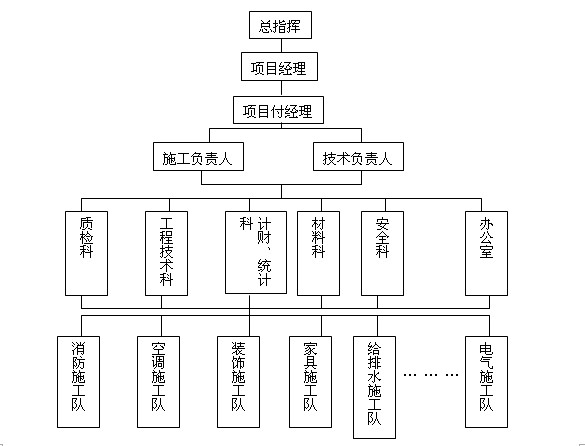 总指挥
项目经理
项目付经理
施工负责人
技术负责人
质检科
工程技术科
计财、统计科
材料科
安全科
办公室
消防施工队
空调施工队
装饰施工队
家具施工队
给排水施工队
… … …
电气施工队